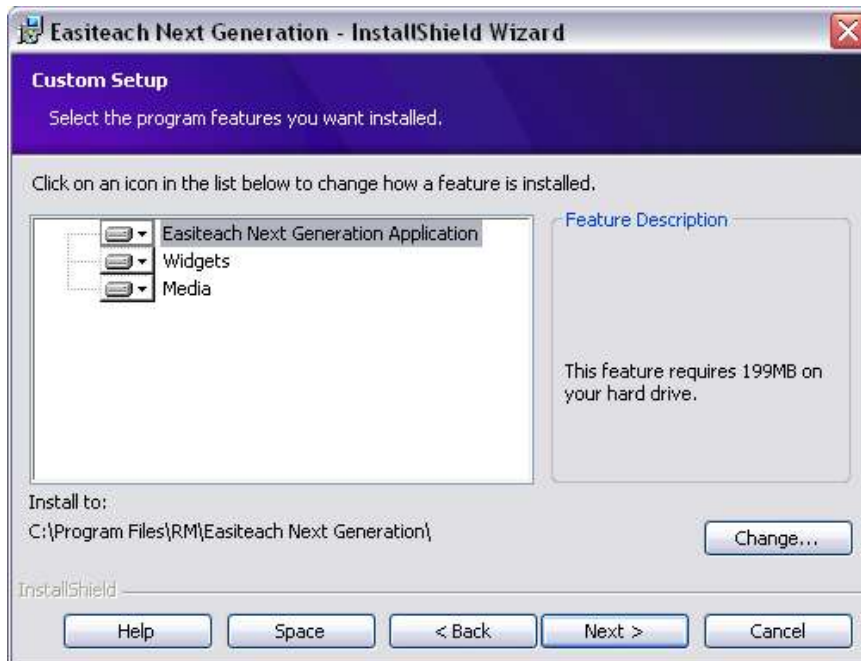 Easiteach Next Generation - InstallShield Wizard
Custom Setup
Select the program features you want installed.
Click on an icon in the list below to change how a feature is installed.
Easiteach Next Generation Application
Widgets
Media
Feature Description
This feature requires 199MB on
your hard drive.
Install to:
C:\Program Files\RM\Easiteach Next Generation\
Change...
InstallShield
Help
Space
< Back
Next >
Cancel